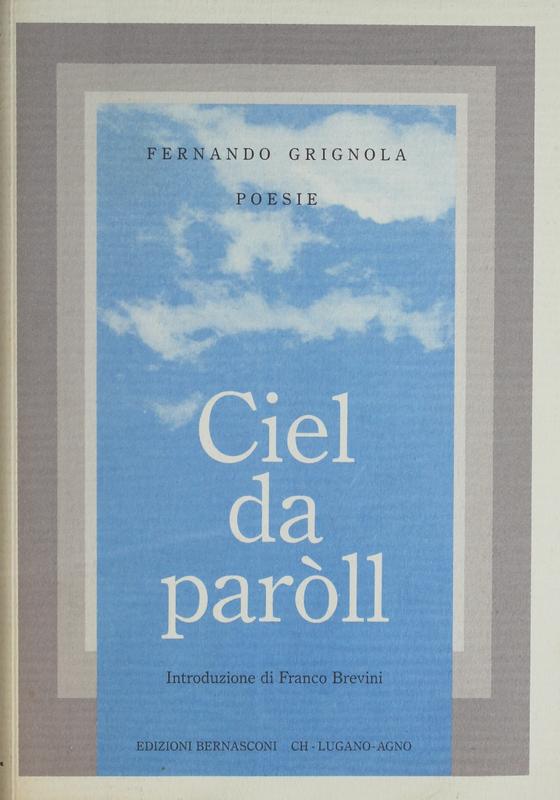 FERNANDO GRIGNOLA
POESIE
Ciel
da
paròll
Introduzione di Franco Brevini
EDIZIONI BERNASCONI CH - LUGANO - AGNO